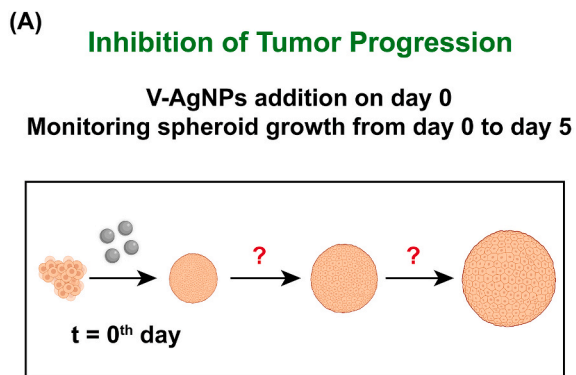 (A)
Inhibition of Tumor Progression
V-AgNPs addition on day 0
Monitoring spheroid growth from day 0 to day 5
? ?
t = 0th day